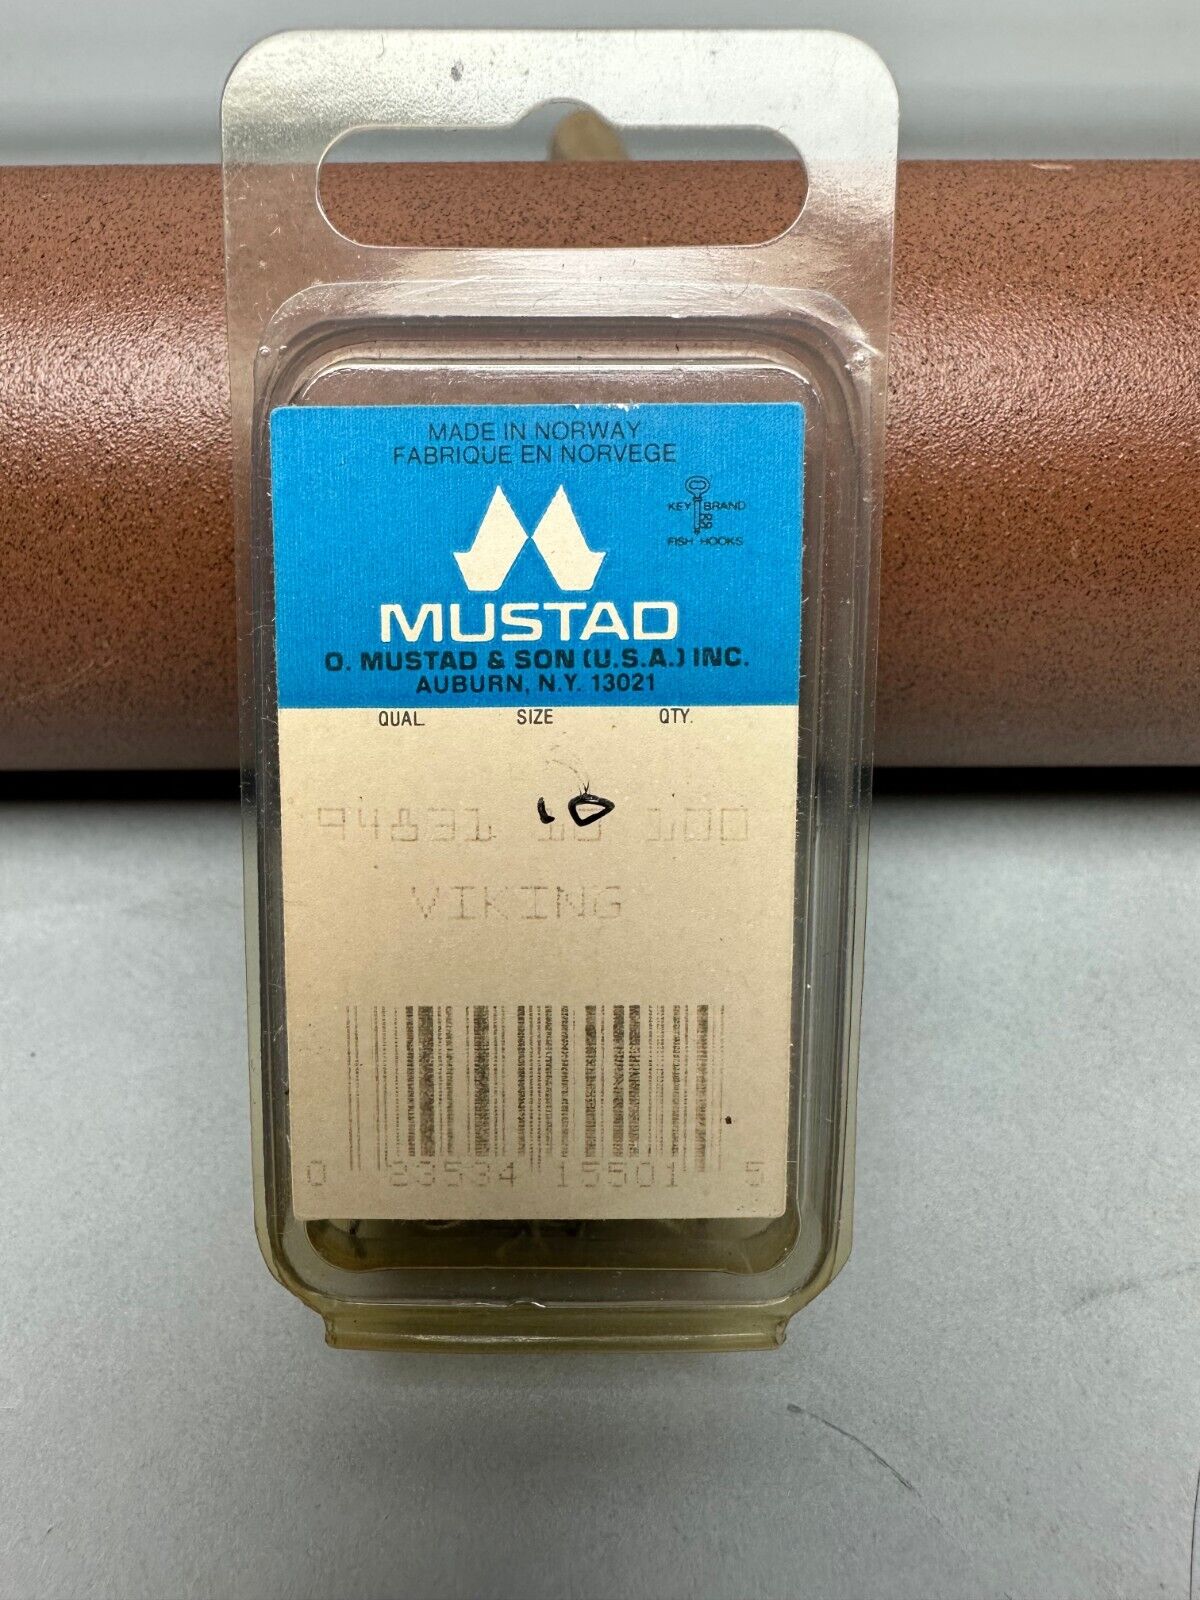 MADE IN NORWAY
FABRIQUE EN NORVEGE
KEY BRAND
FISH HOOKS
MUSTAD
O. MUSTAD & SON (U.S.A.) INC.
AUBURN, N.Y. 13021
QUAL SIZE QTY.
94831 10 100
VIKING
0 23534 15501 5